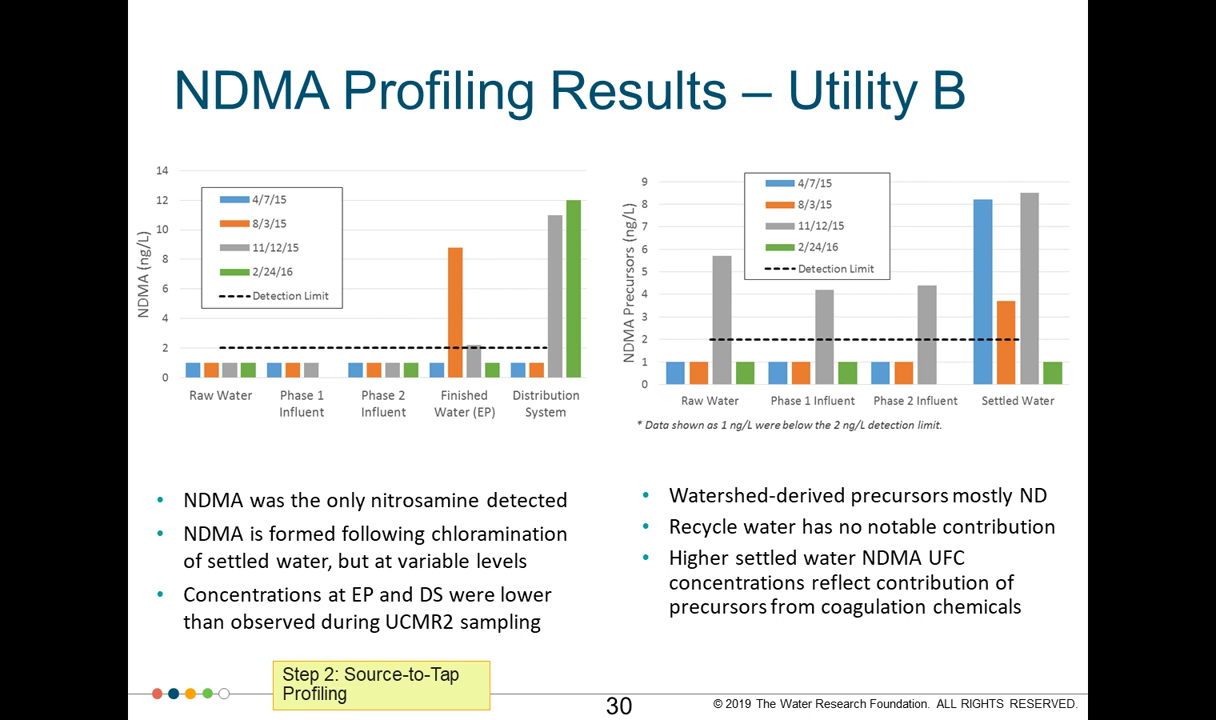 NDMA Profiling Results – Utility B
14
12
10
8
6
4
2
0
NDMA (ng/L)
4/7/15
8/3/15
11/12/15
2/24/16
Detection Limit
Raw Water
Phase 1
Influent
Phase 2
Influent
Finished
Water (EP)
Distribution
System
9
8
7
6
5
4
3
2
1
0
NDMA Precursors (ng/L)
4/7/15
8/3/15
11/12/15
2/24/16
Detection Limit
Raw Water
Phase 1 Influent
Phase 2 Influent
Settled Water
* Data shown as 1 ng/L were below the 2 ng/L detection limit.
• NDMA was the only nitrosamine detected
• NDMA is formed following chloramination
of settled water, but at variable levels
• Concentrations at EP and DS were lower
than observed during UCMR2 sampling
• Watershed-derived precursors mostly ND
• Recycle water has no notable contribution
• Higher settled water NDMA UFC
concentrations reflect contribution of
precursors from coagulation chemicals
Step 2: Source-to-Tap
Profiling
30
© 2019 The Water Research Foundation. ALL RIGHTS RESERVED.